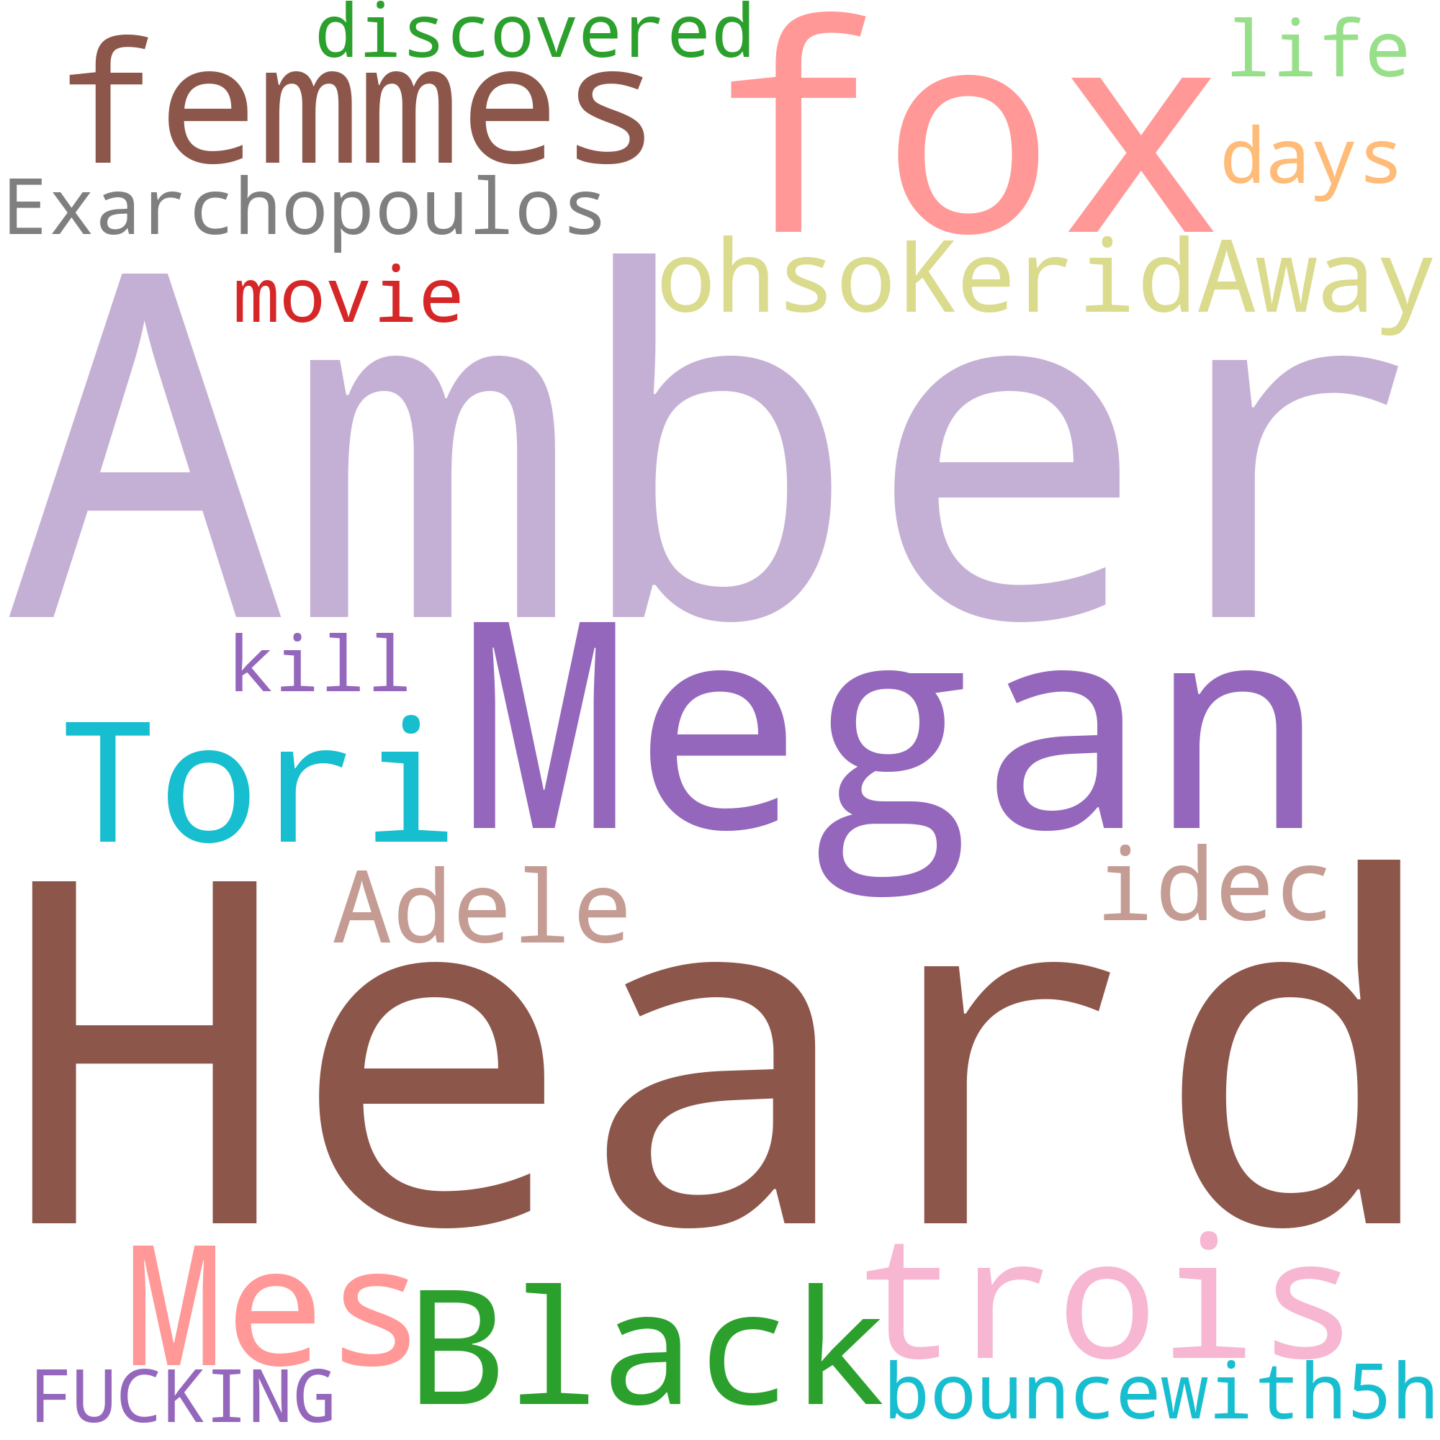 discovered
life
femmes
fox
days
Exarchopoulos
ohsoKeridAway
movie
Amber
kill
Megan
Tori
Adele
idec
Heard
Mes
trois
Black
FUCKING
bouncewith5h